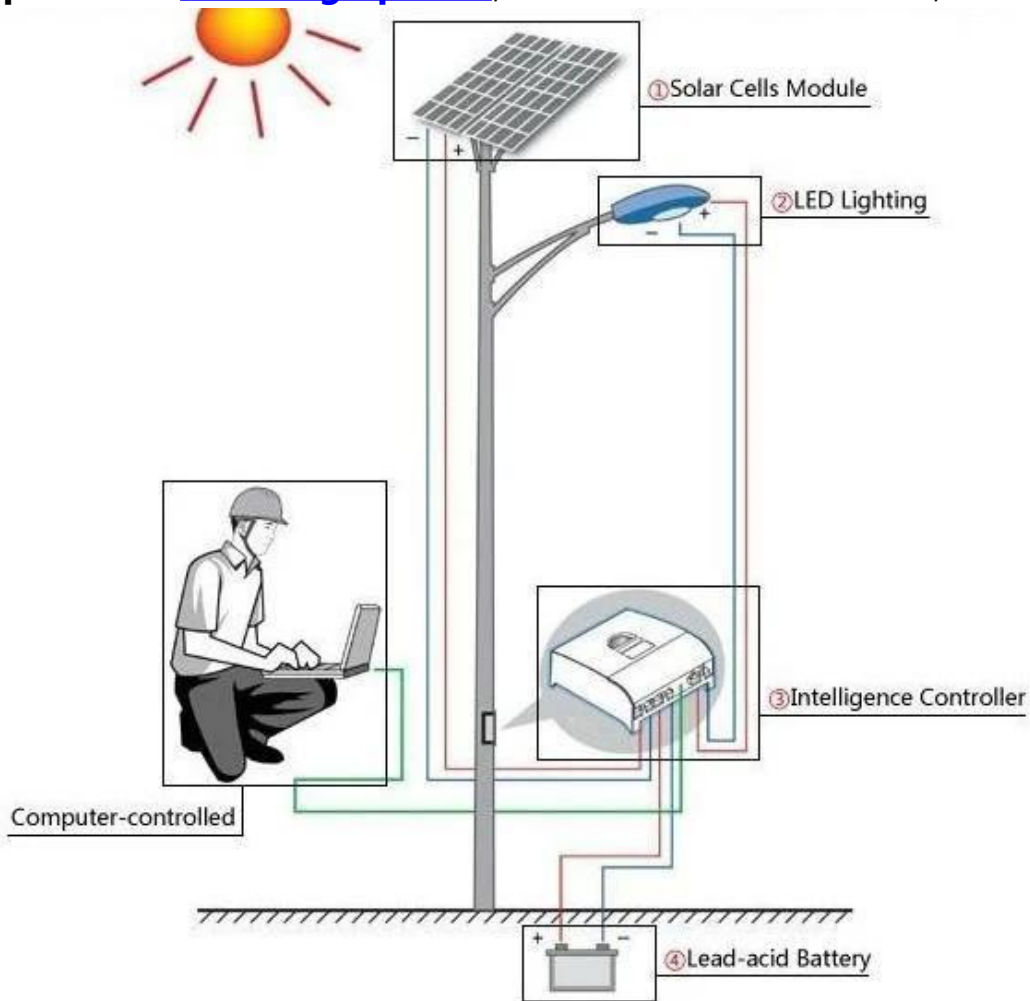 ①Solar Cells Module
− +
②LED Lighting
− +
③Intelligence Controller
Computer-controlled
+ −
④Lead-acid Battery